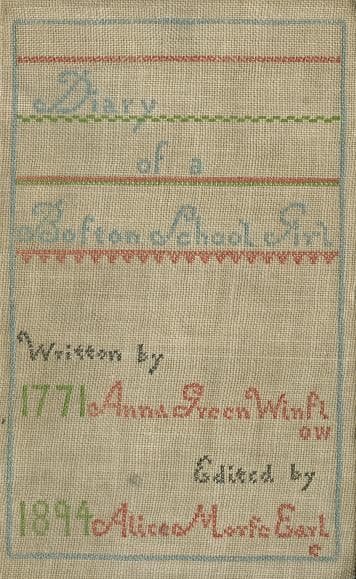 Diary
of a
Boſton School Girl
Written by
1771 Anna Green Winſl
ow
Edited by
1894 Alice Morſe Earl
e